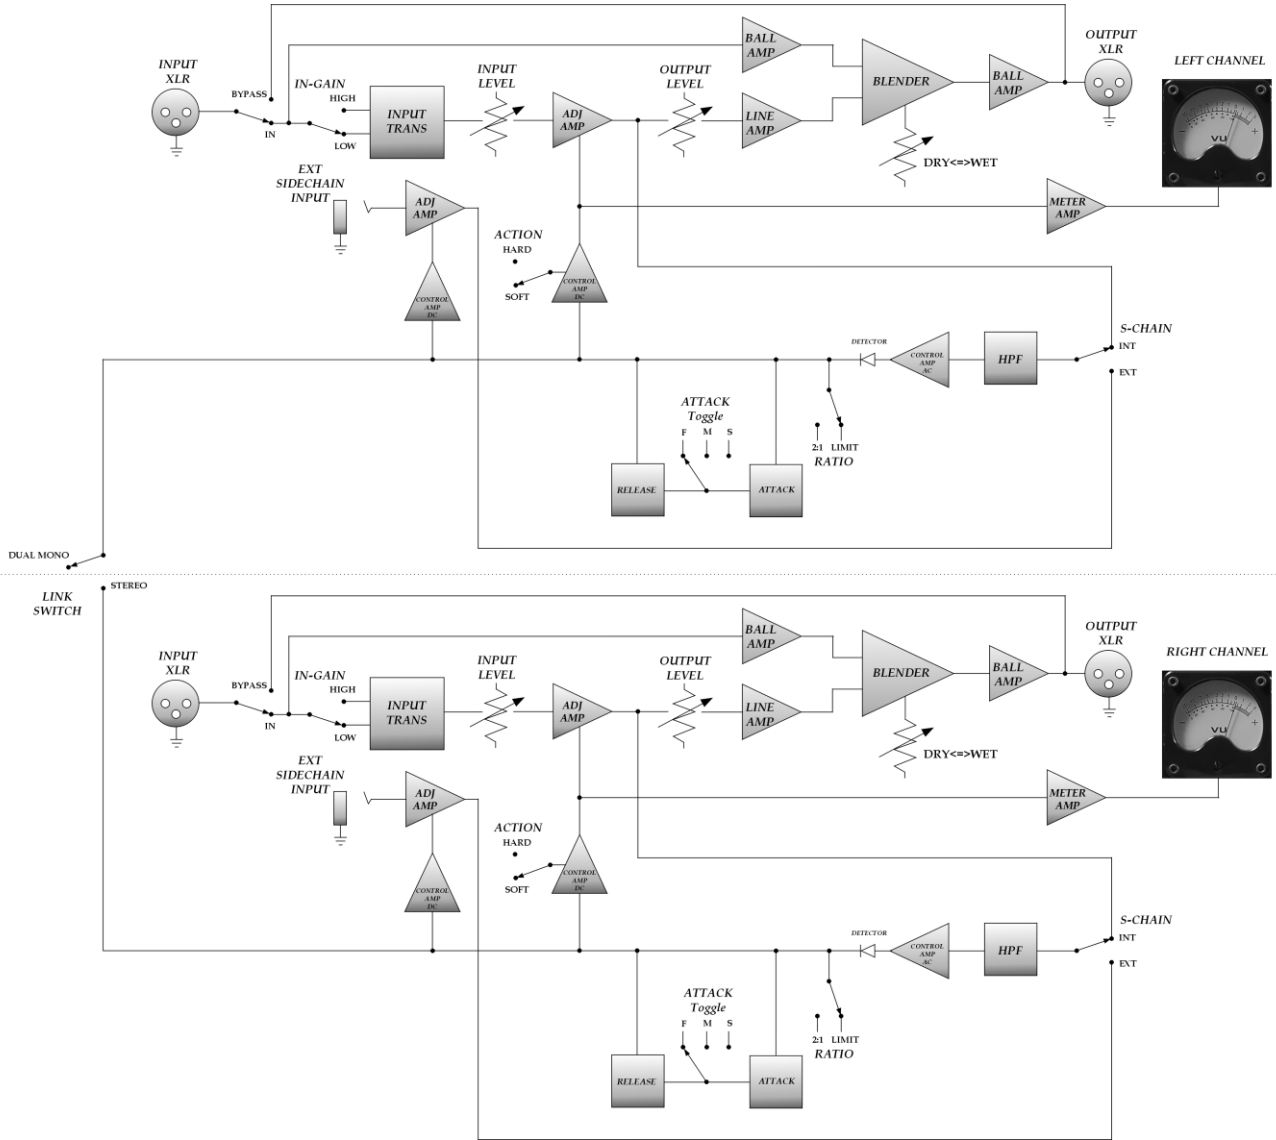 INPUT
XLR
BYPASS
IN
IN-GAIN
HIGH
LOW
INPUT
TRANS
INPUT
LEVEL
ADJ
AMP
OUTPUT
LEVEL
BALL
AMP
LINE
AMP
BLENDER
DRY<=>WET
BALL
AMP
OUTPUT
XLR
LEFT CHANNEL
VU
EXT
SIDECHAIN
INPUT
ADJ
AMP
CONTROL
AMP
DC
ACTION
HARD
SOFT
CONTROL
AMP
DC
METER
AMP
S-CHAIN
INT
EXT
HPF
CONTROL
AMP
AC
DETECTOR
ATTACK
Toggle
F M S
2:1 LIMIT
RATIO
RELEASE
ATTACK
DUAL MONO
STEREO
LINK
SWITCH
INPUT
XLR
BYPASS
IN
IN-GAIN
HIGH
LOW
INPUT
TRANS
INPUT
LEVEL
ADJ
AMP
OUTPUT
LEVEL
BALL
AMP
LINE
AMP
BLENDER
DRY<=>WET
BALL
AMP
OUTPUT
XLR
RIGHT CHANNEL
VU
EXT
SIDECHAIN
INPUT
ADJ
AMP
CONTROL
AMP
DC
ACTION
HARD
SOFT
CONTROL
AMP
DC
METER
AMP
S-CHAIN
INT
EXT
HPF
CONTROL
AMP
AC
DETECTOR
ATTACK
Toggle
F M S
2:1 LIMIT
RATIO
RELEASE
ATTACK